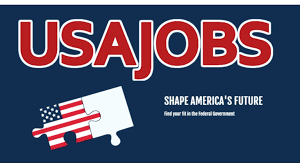 USAJOBS
SHAPE AMERICA'S FUTURE
Find your fit in the Federal Government